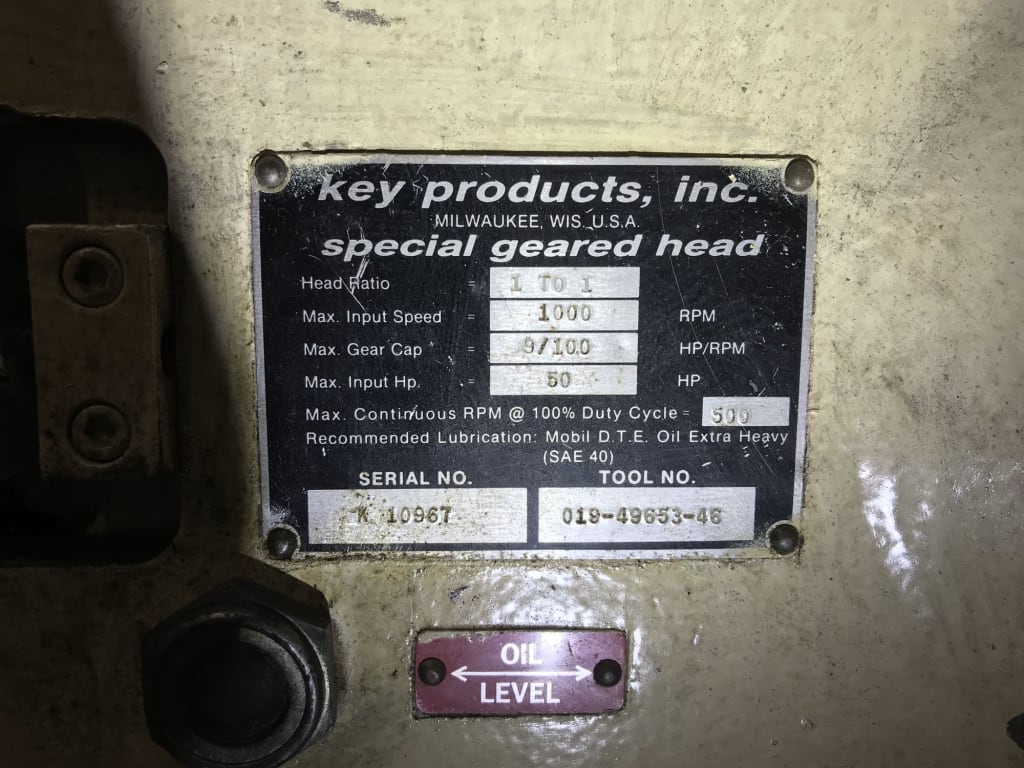 key products, inc.
MILWAUKEE, WIS. U.S.A.
special geared head
Head Ratio = 1 TO 1
Max. Input Speed = 1000 RPM
Max. Gear Cap = 9/100 HP/RPM
Max. Input Hp. = 50 HP
Max. Continuous RPM @ 100% Duty Cycle = 500
Recommended Lubrication: Mobil D.T.E. Oil Extra Heavy
(SAE 40)
SERIAL NO. TOOL NO.
K 10967 019-49653-46
OIL
LEVEL